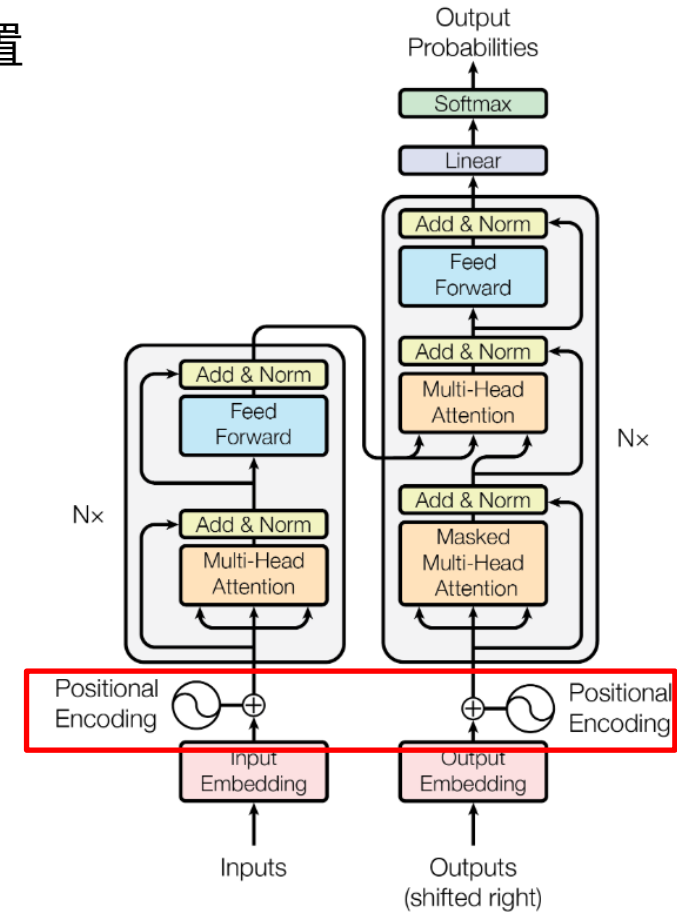 置
Output
Probabilities
Softmax
Linear
Add & Norm
Feed
Forward
Add & Norm
Multi-Head
Attention
Nx
Add & Norm
Masked
Multi-Head
Attention
Add & Norm
Feed
Forward
Nx
Add & Norm
Multi-Head
Attention
Positional
Encoding
Positional
Encoding
Input
Embedding
Output
Embedding
Inputs
Outputs
(shifted right)